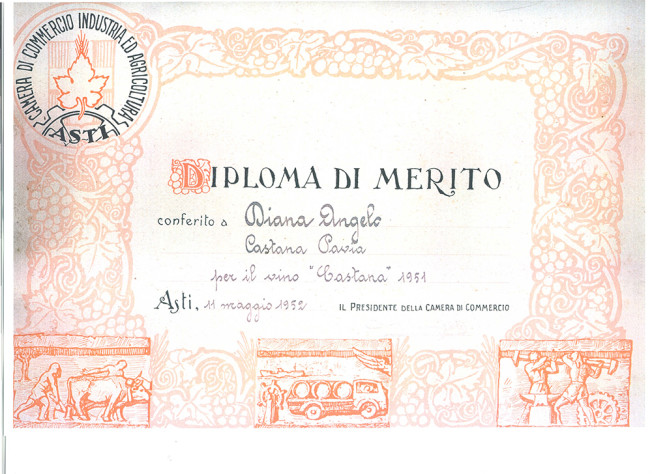 CAMERA DI COMMERCIO INDUSTRIA ED AGRICOLTURA
ASTI
DIPLOMA DI MERITO
conferito a Diana Angelo
Castana Pavia
per il vino "Castana" 1951
Asti, 11 maggio 1952
IL PRESIDENTE DELLA CAMERA DI COMMERCIO